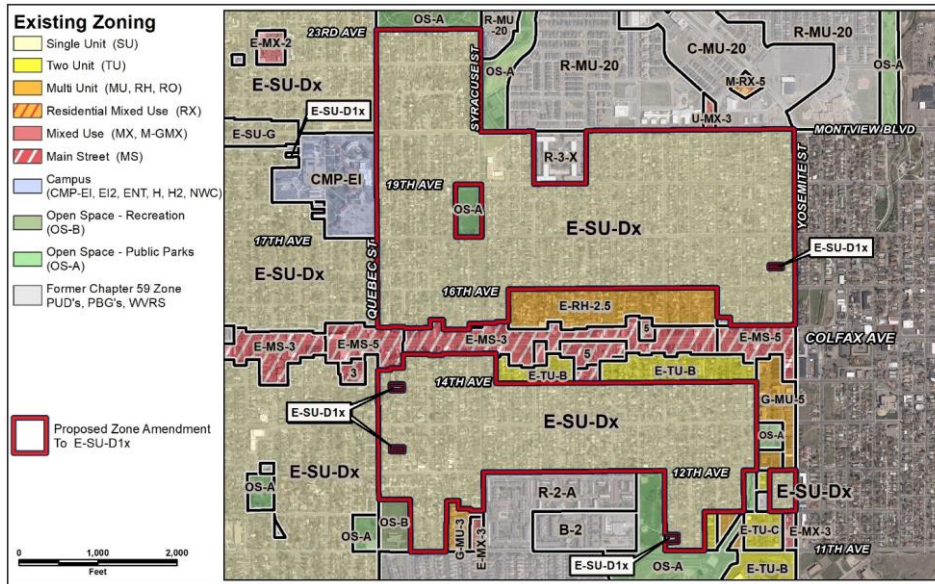 Existing Zoning
Single Unit (SU)
Two Unit (TU)
Multi Unit (MU, RH, RO)
Residential Mixed Use (RX)
Mixed Use (MX, M-GMX)
Main Street (MS)
Campus
(CMP-EI, EI2, ENT, H, H2, NWC)
Open Space - Recreation
(OS-B)
Open Space - Public Parks
(OS-A)
Former Chapter 59 Zone
PUD's, PBG's, WVRS
Proposed Zone Amendment
To E-SU-D1x
0 1,000 2,000
Feet
23RD AVE
OS-A
R-MU
-20
E-MX-2
SYRACUSE ST
OS-A
R-MU-20
C-MU-20
R-MU-20
OS-A
M-RX-5
E-SU-Dx
E-SU-D1x
U-MX-3
MONTVIEW BLVD
E-SU-G
R-3-X
CMP-EI
19TH AVE
OS-A
YOSEMITE ST
E-SU-Dx
17TH AVE
E-SU-Dx
QUEBEC ST
E-SU-D1x
16TH AVE
E-RH-2.5
E-MS-3
E-MS-5
E-MS-3
5
E-MS-5
COLFAX AVE
3
5
E-TU-B
E-TU-B
14TH AVE
G-MU-5
E-SU-D1x
E-SU-Dx
OS-A
E-SU-Dx
12TH AVE
OS-A
R-2-A
E-SU-Dx
OS-B
G-MU-3
E-MX-3
B-2
E-TU-C
E-MX-3
OS-A
E-SU-D1x
OS-A
11TH AVE
E-TU-B